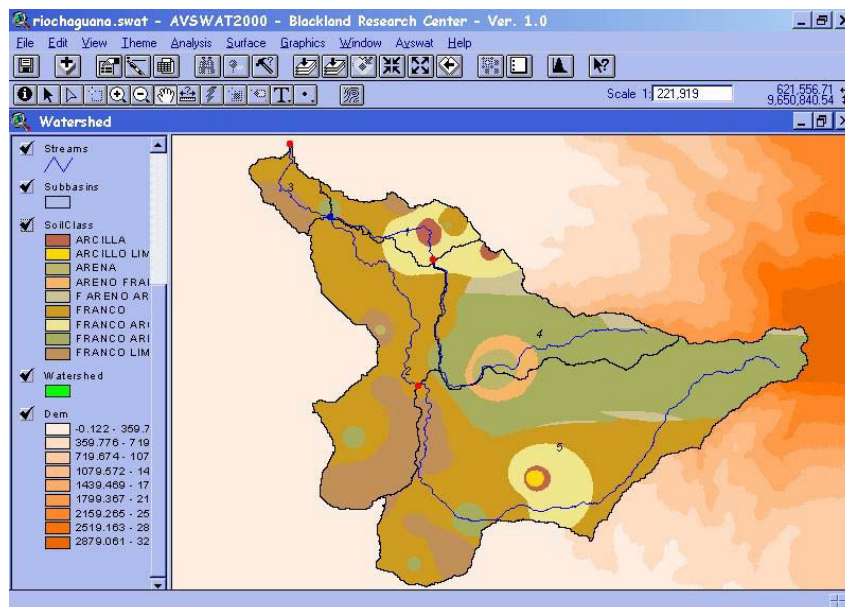 riochaguana.swat - AVSWAT2000 - Blackland Research Center - Ver. 1.0
File Edit View Theme Analysis Surface Graphics Window Avswat Help
Scale 1: 221,919
621,556.71
9,650,840.54
Watershed
Streams
Subbasins
SoilClass
ARCILLA
ARCILLO LIM
ARENA
ARENO FRAI
F ARENO AR
FRANCO
FRANCO ARI
FRANCO ARI
FRANCO LIM
Watershed
Dem
-0.122 - 359.7
359.776 - 719
719.674 - 107
1079.572 - 14
1439.469 - 17
1799.367 - 21
2159.265 - 25
2519.163 - 28
2879.061 - 32
3
1
4
2
5